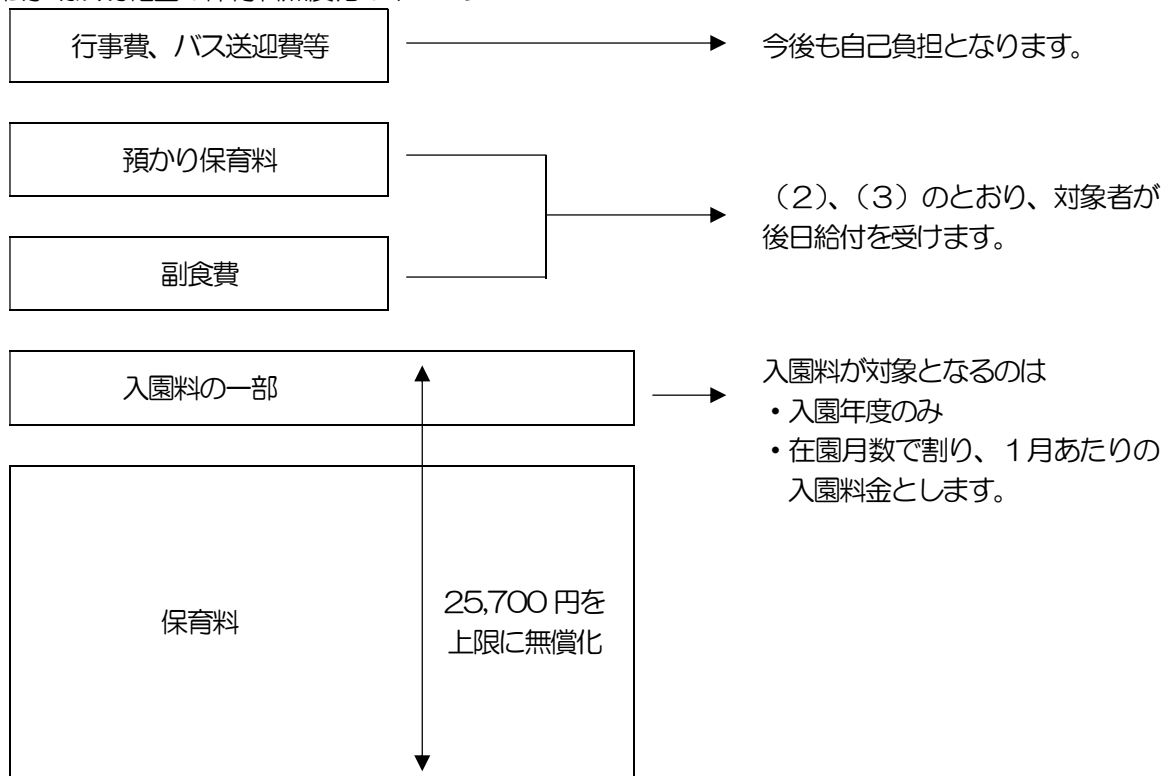 行事費、バス送迎費等
今後も自己負担となります。
預かり保育料
(2)、(3)のとおり、対象者が
後日給付を受けます。
副食費
入園料の一部
入園料が対象となるのは
・入園年度のみ
・在園月数で割り、1月あたりの
入園料金とします。
保育料
25,700円を
上限に無償化